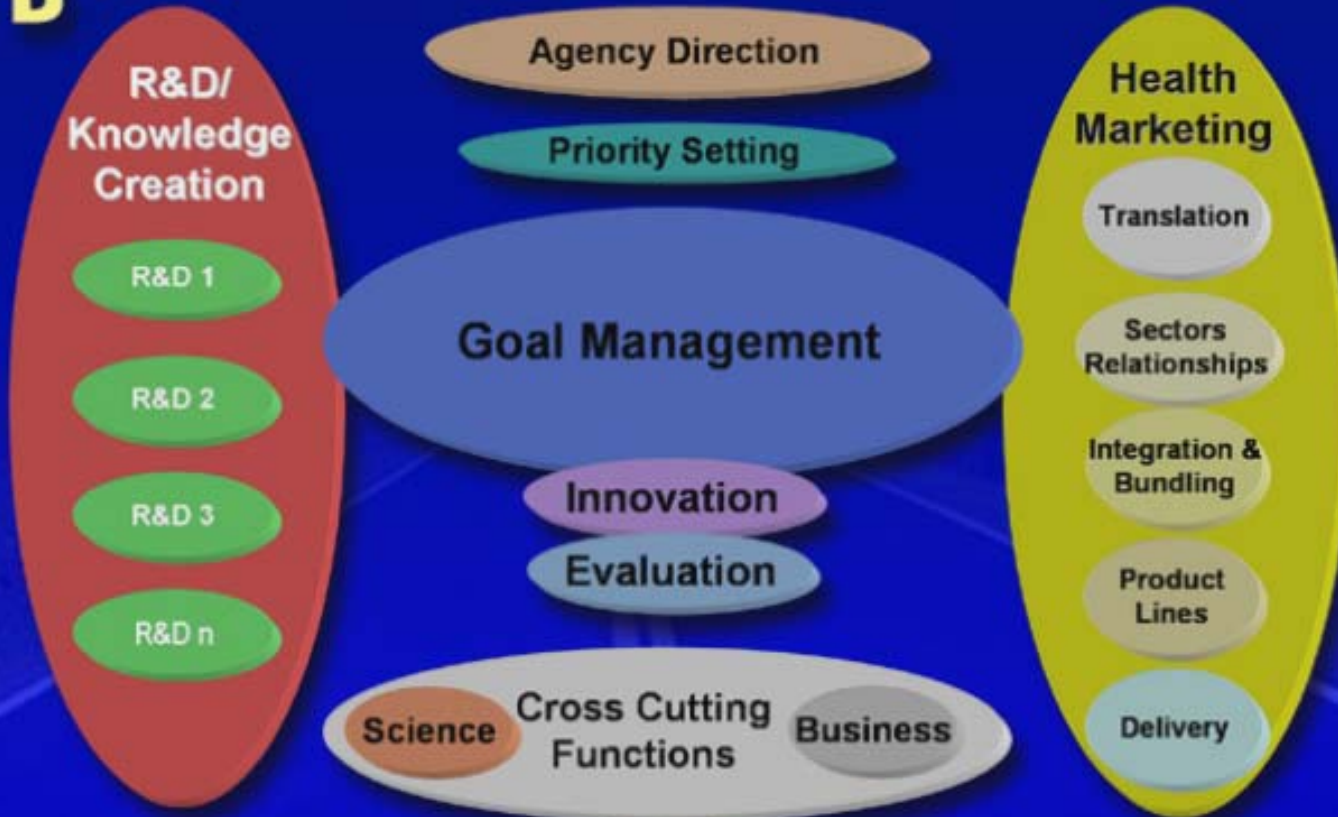 R&D/
Knowledge
Creation
R&D 1
R&D 2
R&D 3
R&D n
Agency Direction
Priority Setting
Goal Management
Innovation
Evaluation
Cross Cutting
Functions
Science
Business
Health
Marketing
Translation
Sectors
Relationships
Integration &
Bundling
Product
Lines
Delivery